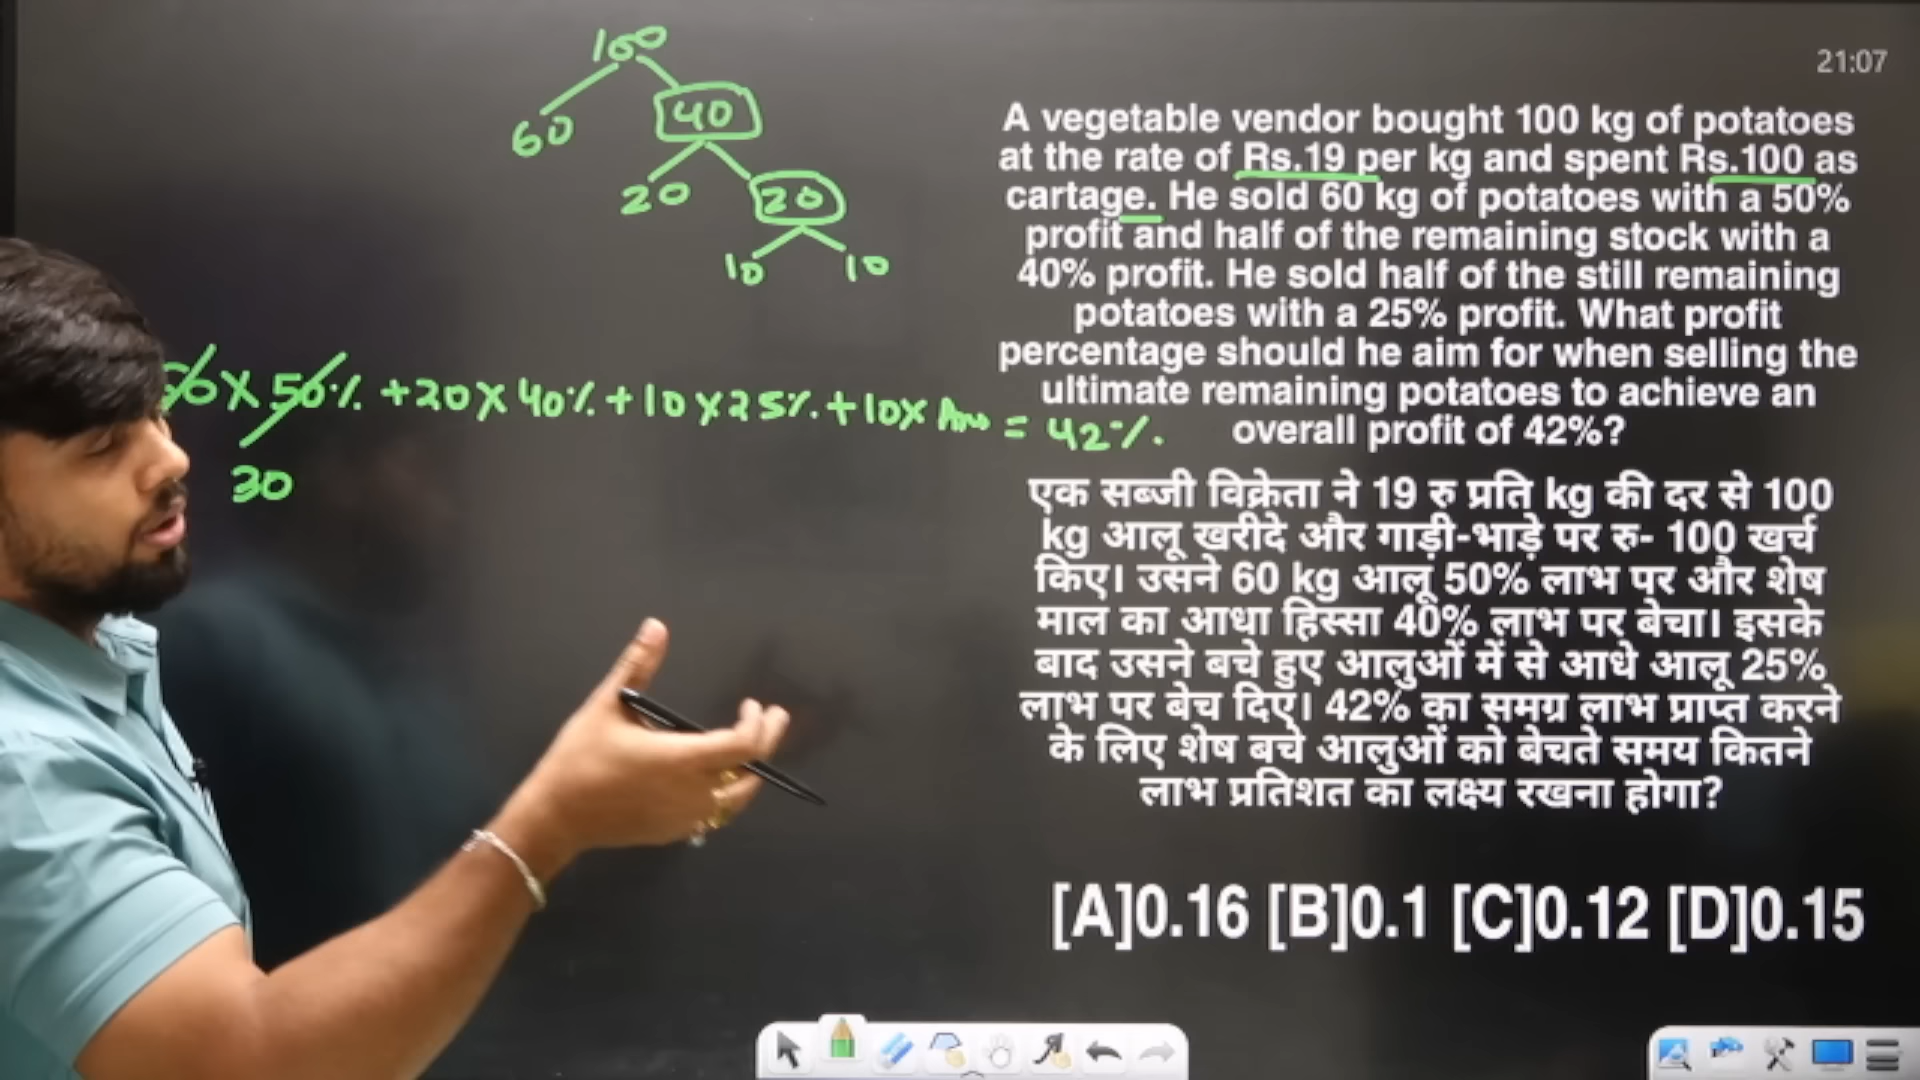 21:07
100
60 40
20 20
10 10
60 X 50% + 20 X 40% + 10 X 25% + 10 X Ans = 42%.
30
A vegetable vendor bought 100 kg of potatoes
at the rate of Rs.19 per kg and spent Rs.100 as
cartage. He sold 60 kg of potatoes with a 50%
profit and half of the remaining stock with a
40% profit. He sold half of the still remaining
potatoes with a 25% profit. What profit
percentage should he aim for when selling the
ultimate remaining potatoes to achieve an
overall profit of 42%?
एक सब्जी विक्रेता ने 19 रु प्रति kg की दर से 100
kg आलू खरीदे और गाड़ी-भाड़े पर रु- 100 खर्च
किए। उसने 60 kg आलू 50% लाभ पर और शेष
माल का आधा हिस्सा 40% लाभ पर बेचा। इसके
बाद उसने बचे हुए आलुओं में से आधे आलू 25%
लाभ पर बेच दिए। 42% का समग्र लाभ प्राप्त करने
के लिए शेष बचे आलुओं को बेचते समय कितने
लाभ प्रतिशत का लक्ष्य रखना होगा?
[A]0.16 [B]0.1 [C]0.12 [D]0.15